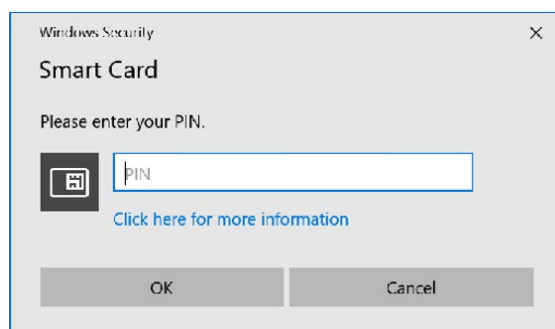 Windows Security
Smart Card
Please enter your PIN.
PIN
Click here for more information
OK
Cancel